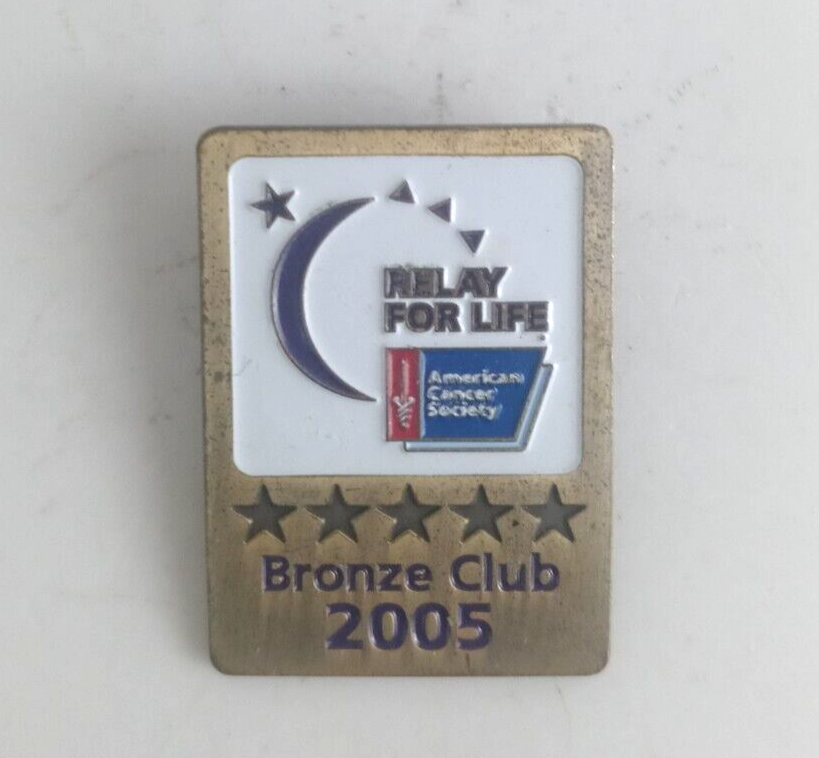 RELAY
FOR LIFE
American
Cancer
Society
Bronze Club
2005